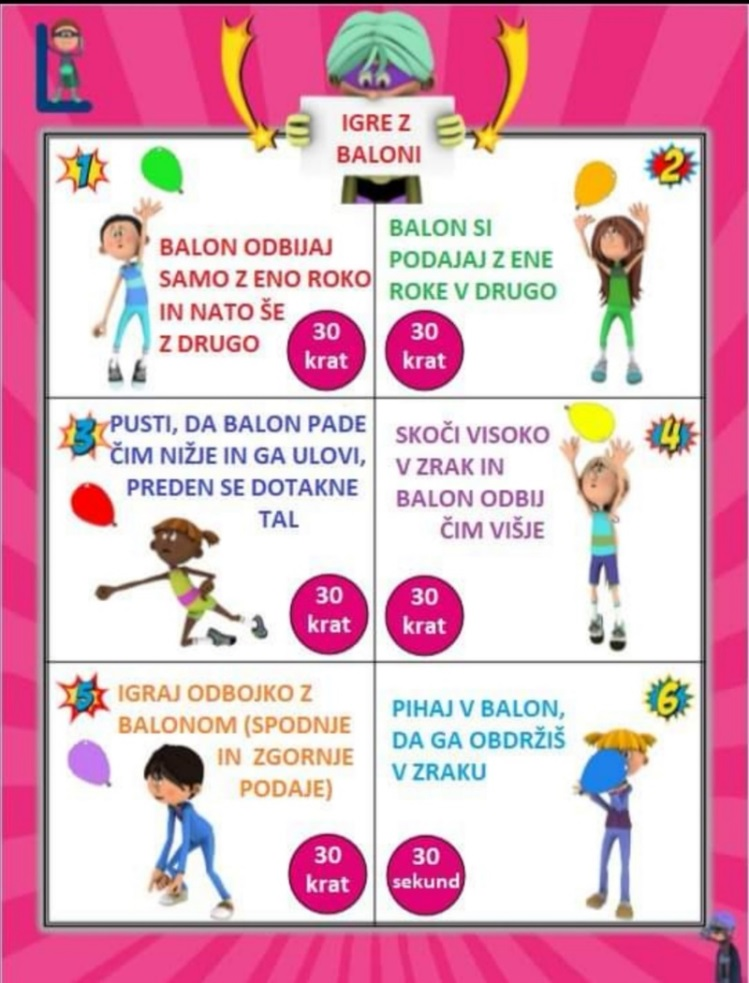 IGRE Z
BALONI
1
BALON ODBIJAJ
SAMO Z ENO ROKO
IN NATO ŠE
Z DRUGO
30
krat
2
BALON SI
PODAJAJ Z ENE
ROKE V DRUGO
30
krat
3
PUSTI, DA BALON PADE
ČIM NIŽJE IN GA ULOVI,
PREDEN SE DOTAKNE
TAL
30
krat
4
SKOČI VISOKO
V ZRAK IN
BALON ODBIJ
ČIM VIŠJE
30
krat
5
IGRAJ ODBOJKO Z
BALONOM (SPODNJE
IN ZGORNJE
PODAJE)
30
krat
6
PIHAJ V BALON,
DA GA OBDRŽIŠ
V ZRAKU
30
sekund